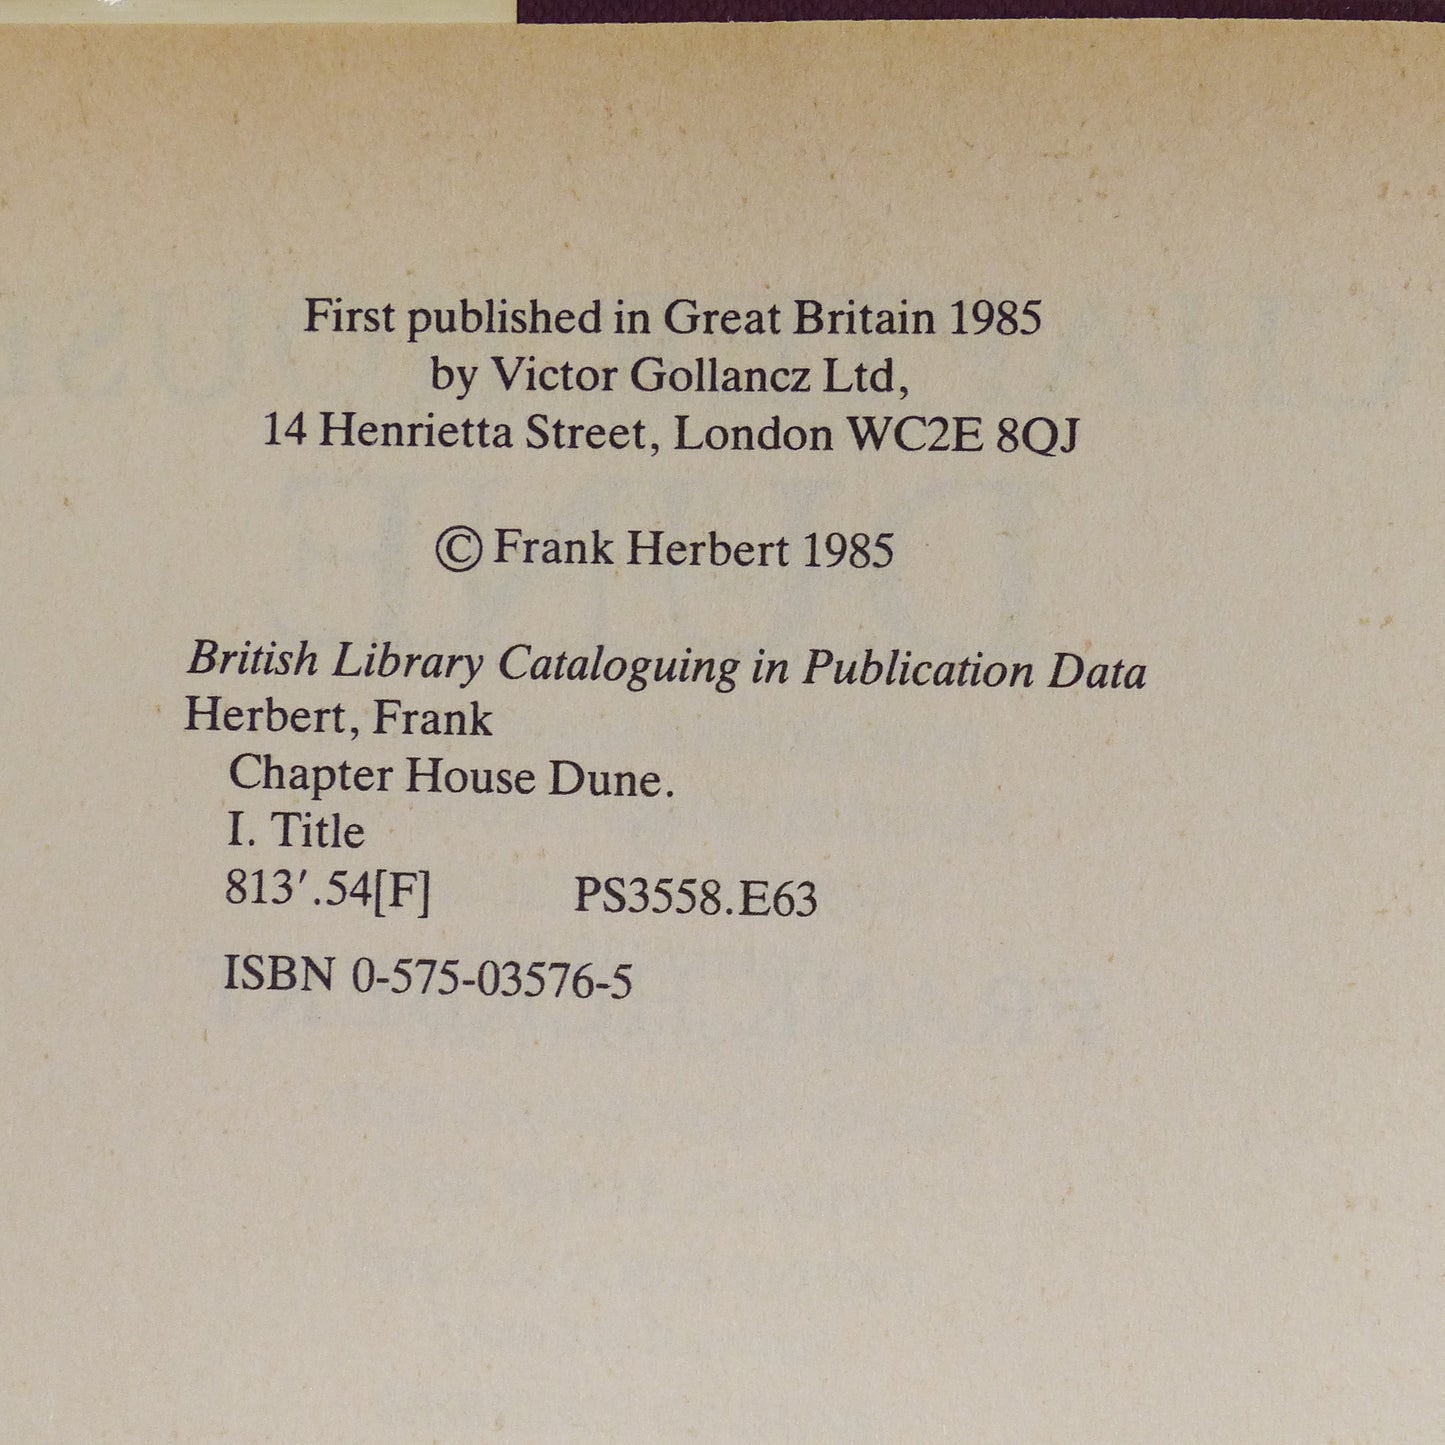 First published in Great Britain 1985
by Victor Gollancz Ltd,
14 Henrietta Street, London WC2E 8QJ
© Frank Herbert 1985
British Library Cataloguing in Publication Data
Herbert, Frank
Chapter House Dune.
I. Title
813′.54[F] PS3558.E63
ISBN 0-575-03576-5